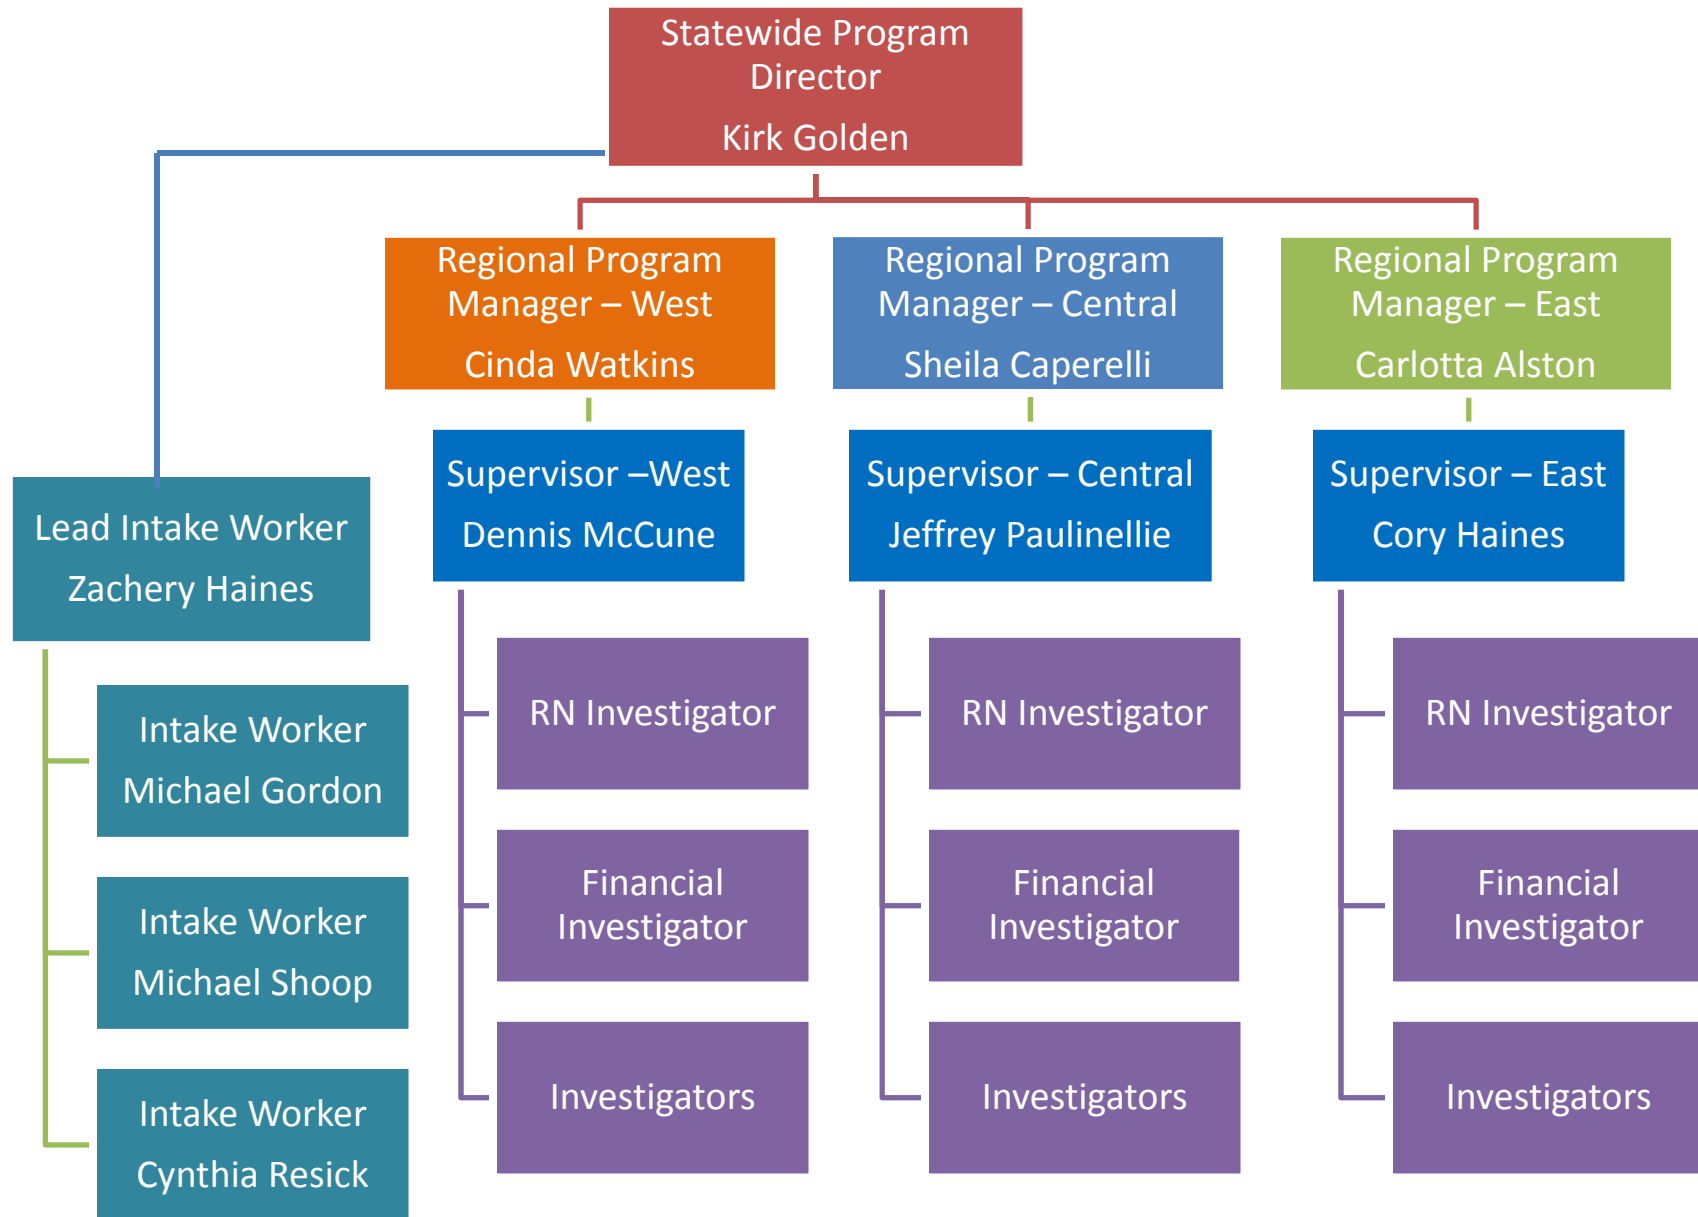 Statewide Program
Director
Kirk Golden
Regional Program
Manager – West
Cinda Watkins
Regional Program
Manager – Central
Sheila Caperelli
Regional Program
Manager – East
Carlotta Alston
Lead Intake Worker
Zachery Haines
Intake Worker
Michael Gordon
Intake Worker
Michael Shoop
Intake Worker
Cynthia Resick
Supervisor –West
Dennis McCune
RN Investigator
Financial
Investigator
Investigators
Supervisor – Central
Jeffrey Paulinellie
RN Investigator
Financial
Investigator
Investigators
Supervisor – East
Cory Haines
RN Investigator
Financial
Investigator
Investigators